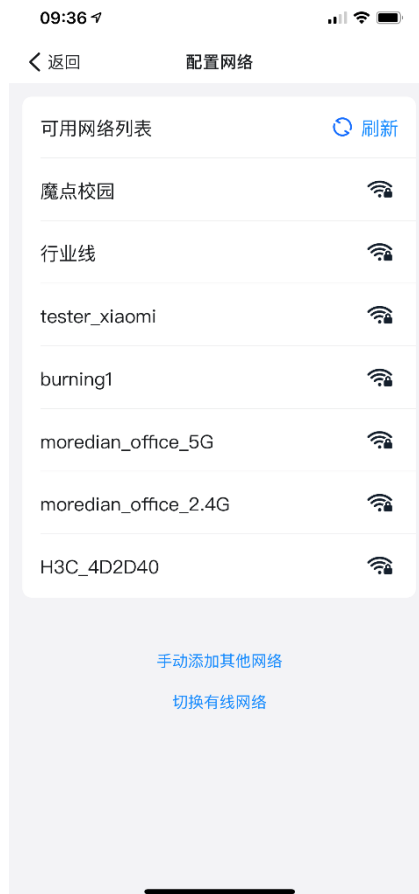 09:36
返回 配置网络
可用网络列表 刷新
魔点校园
行业线
tester_xiaomi
burning1
moredian_office_5G
moredian_office_2.4G
H3C_4D2D40
手动添加其他网络
切换有线网络